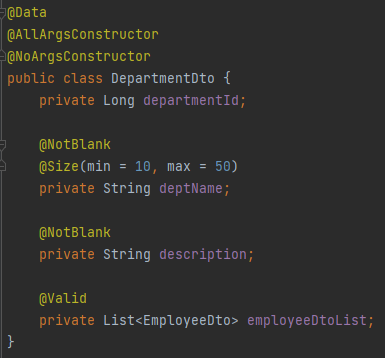 @Data
@AllArgsConstructor
@NoArgsConstructor
public class DepartmentDto {
    private Long departmentId;

    @NotBlank
    @Size(min = 10, max = 50)
    private String deptName;

    @NotBlank
    private String description;

    @Valid
    private List<EmployeeDto> employeeDtoList;
}